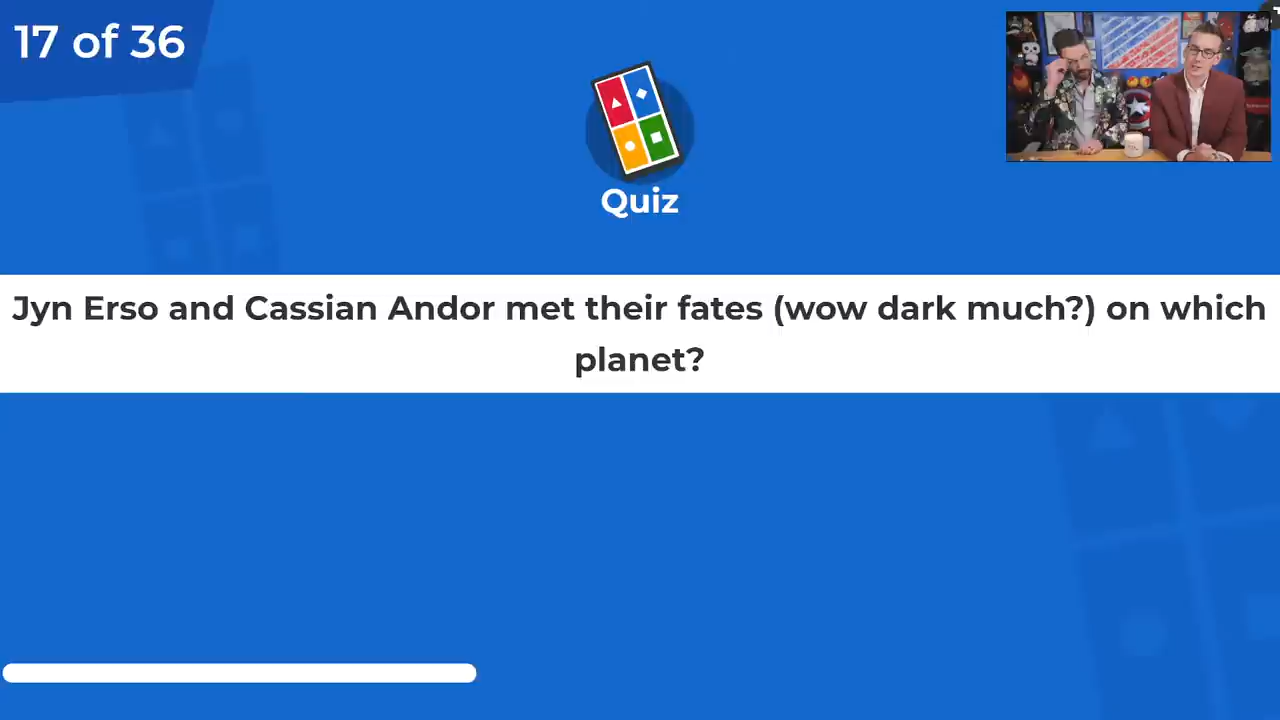 17 of 36
Quiz
Jyn Erso and Cassian Andor met their fates (wow dark much?) on which
planet?